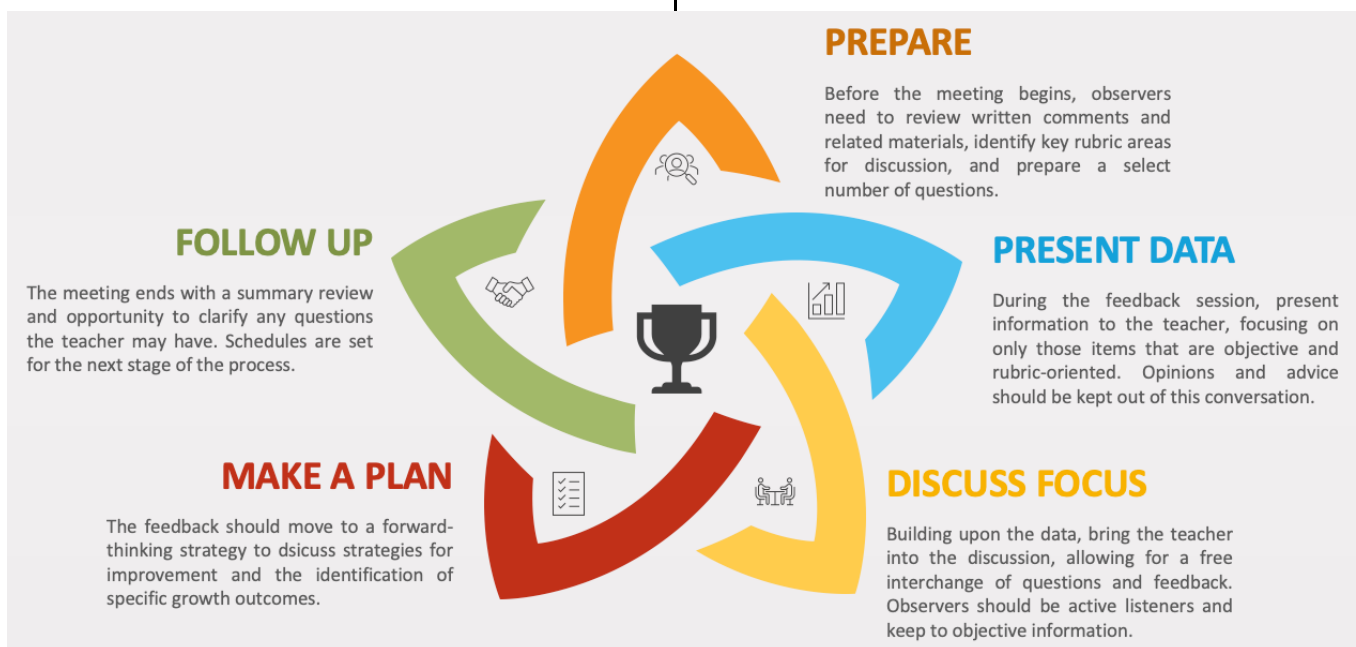 PREPARE
Before the meeting begins, observers
need to review written comments and
related materials, identify key rubric areas
for discussion, and prepare a select
number of questions.
PRESENT DATA
During the feedback session, present
information to the teacher, focusing on
only those items that are objective and
rubric-oriented. Opinions and advice
should be kept out of this conversation.
DISCUSS FOCUS
Building upon the data, bring the teacher
into the discussion, allowing for a free
interchange of questions and feedback.
Observers should be active listeners and
keep to objective information.
MAKE A PLAN
The feedback should move to a forward-
thinking strategy to dsicuss strategies for
improvement and the identification of
specific growth outcomes.
FOLLOW UP
The meeting ends with a summary review
and opportunity to clarify any questions
the teacher may have. Schedules are set
for the next stage of the process.